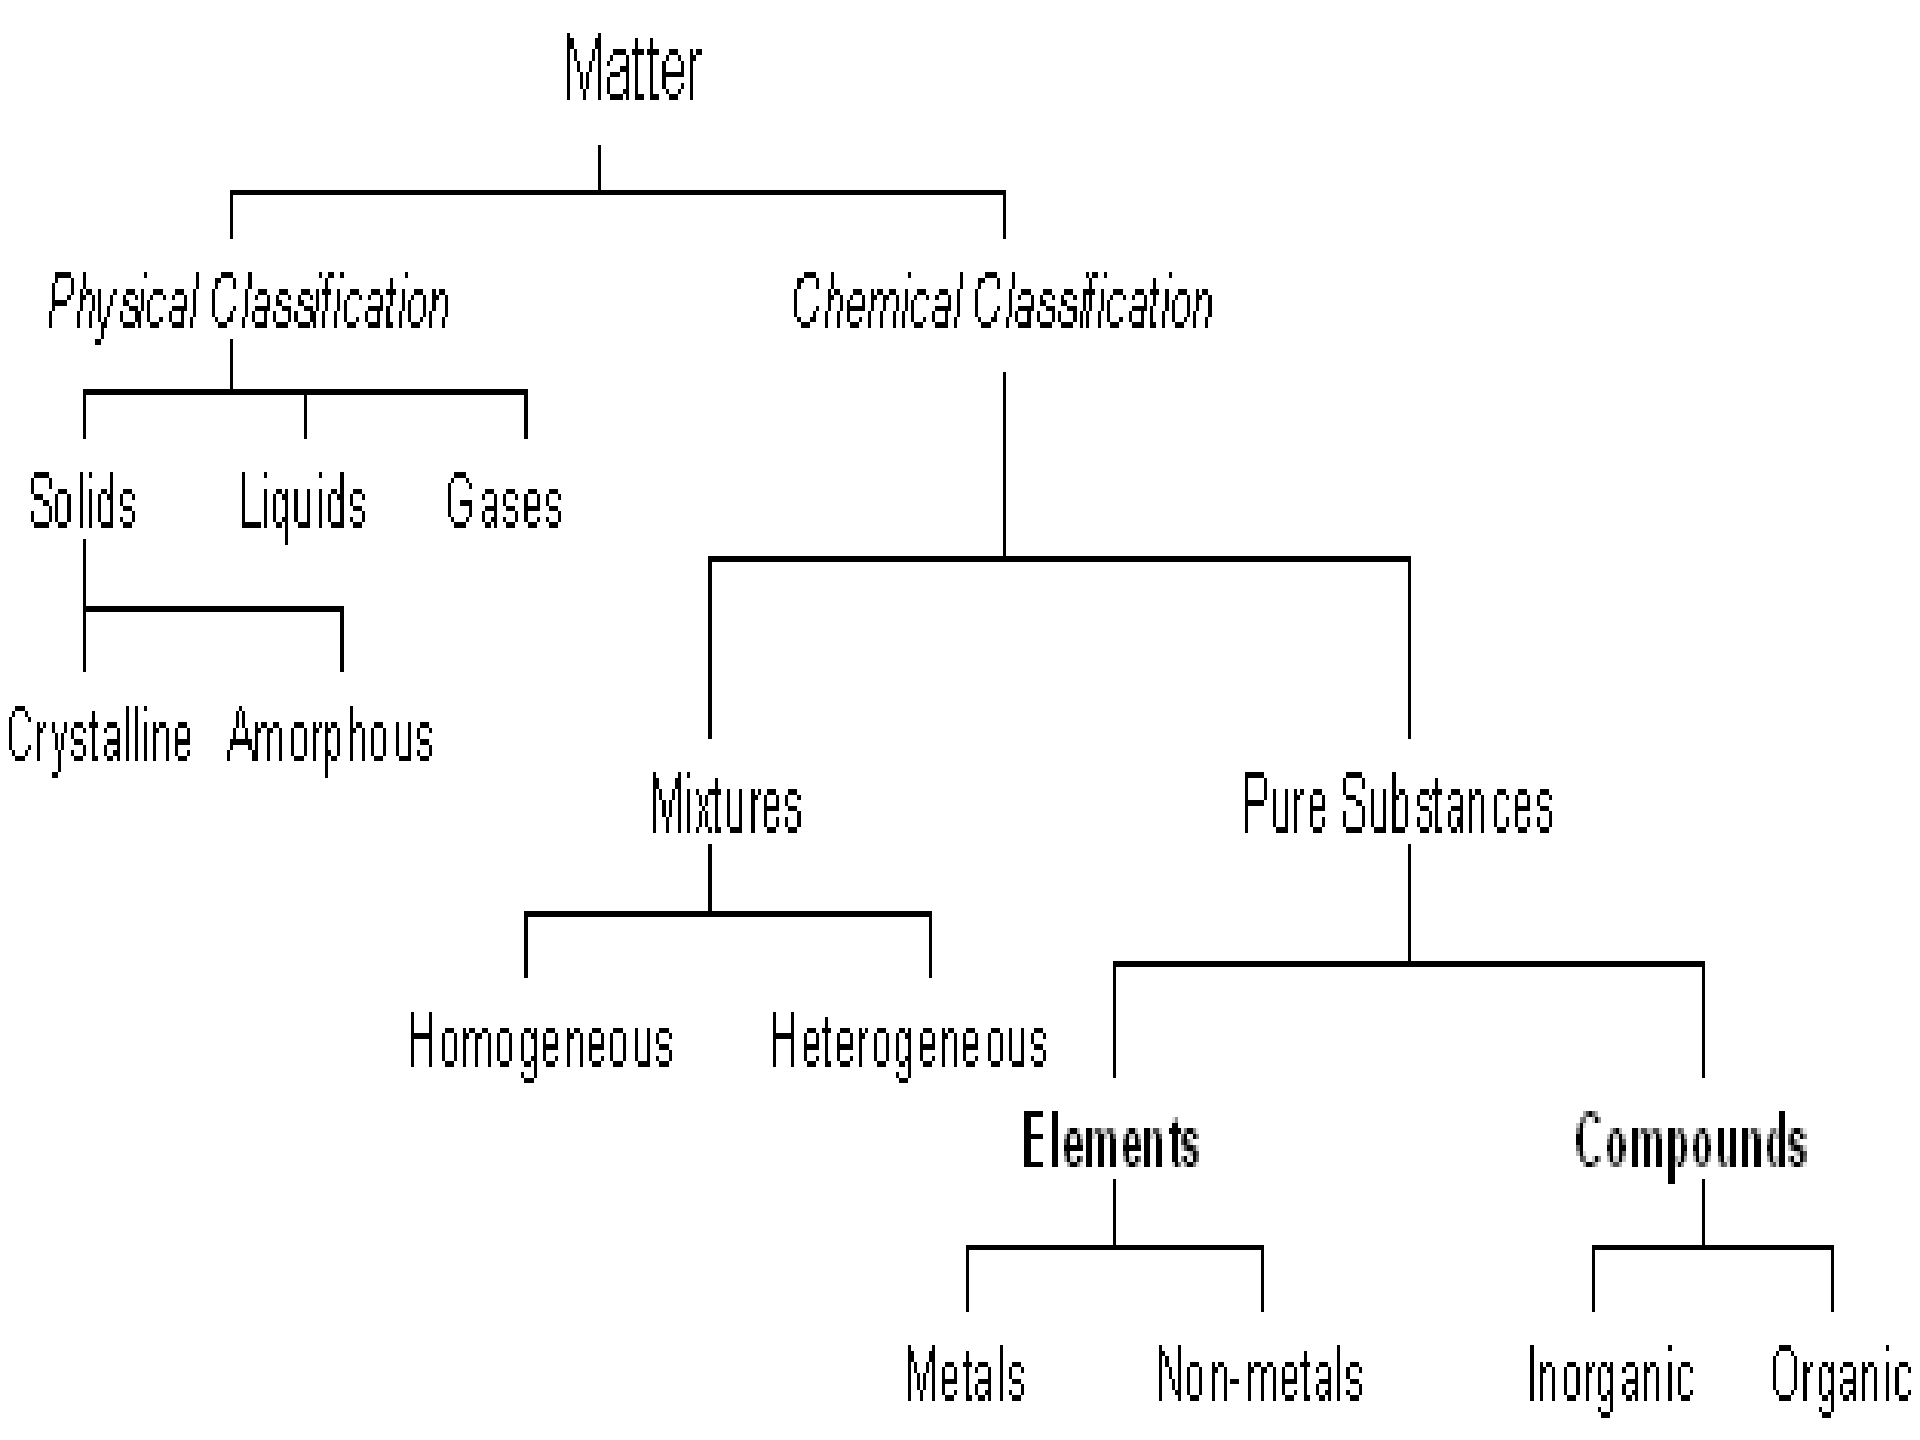 Matter
Physical Classification
Chemical Classification
Solids
Liquids
Gases
Crystalline
Amorphous
Mixtures
Pure Substances
Homogeneous
Heterogeneous
Elements
Compounds
Metals
Non-metals
Inorganic
Organic